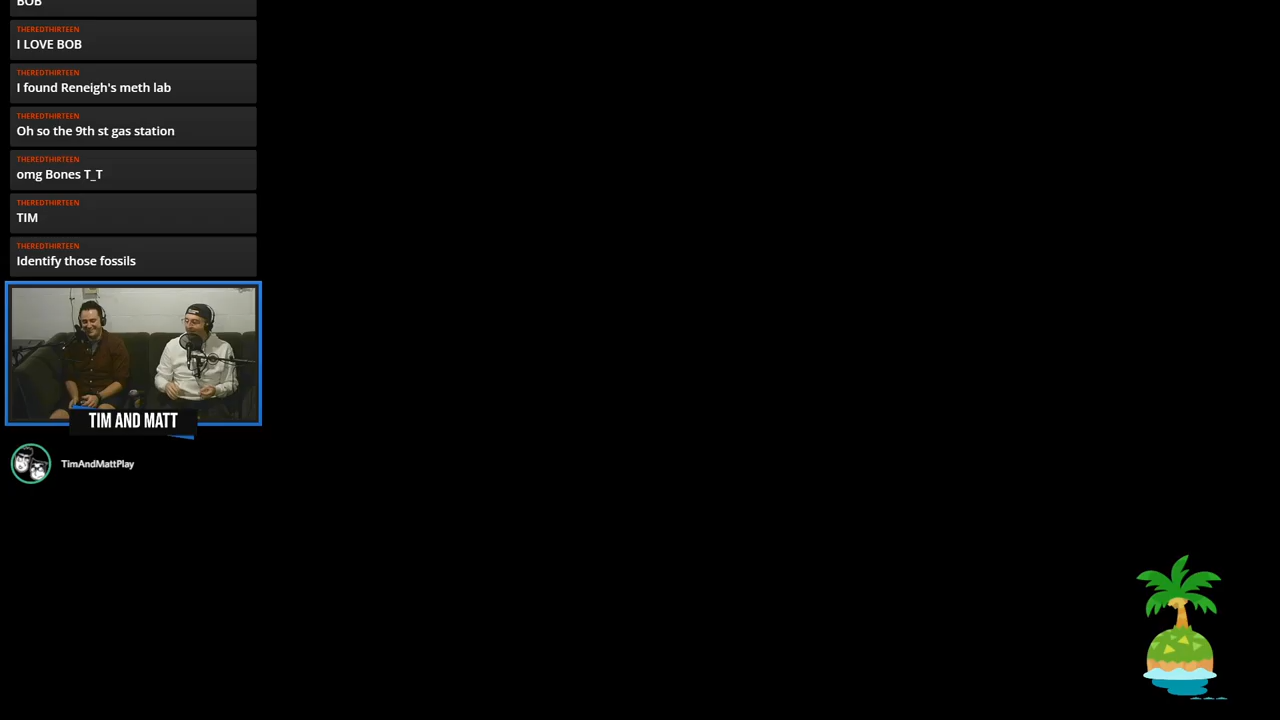 BOB
THEREDTHIRTEEN
I LOVE BOB
THEREDTHIRTEEN
I found Reneigh's meth lab
THEREDTHIRTEEN
Oh so the 9th st gas station
THEREDTHIRTEEN
omg Bones T_T
THEREDTHIRTEEN
TIM
THEREDTHIRTEEN
Identify those fossils
TIM AND MATT
TimAndMattPlay